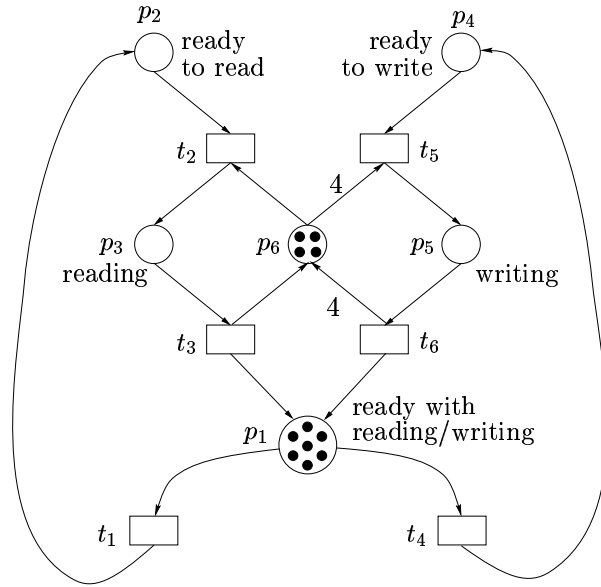 p2
p4
ready
to read
ready
to write
t2
t5
4
p3
reading
p6
p5
writing
4
t3
t6
p1
ready with
reading/writing
t1
t4